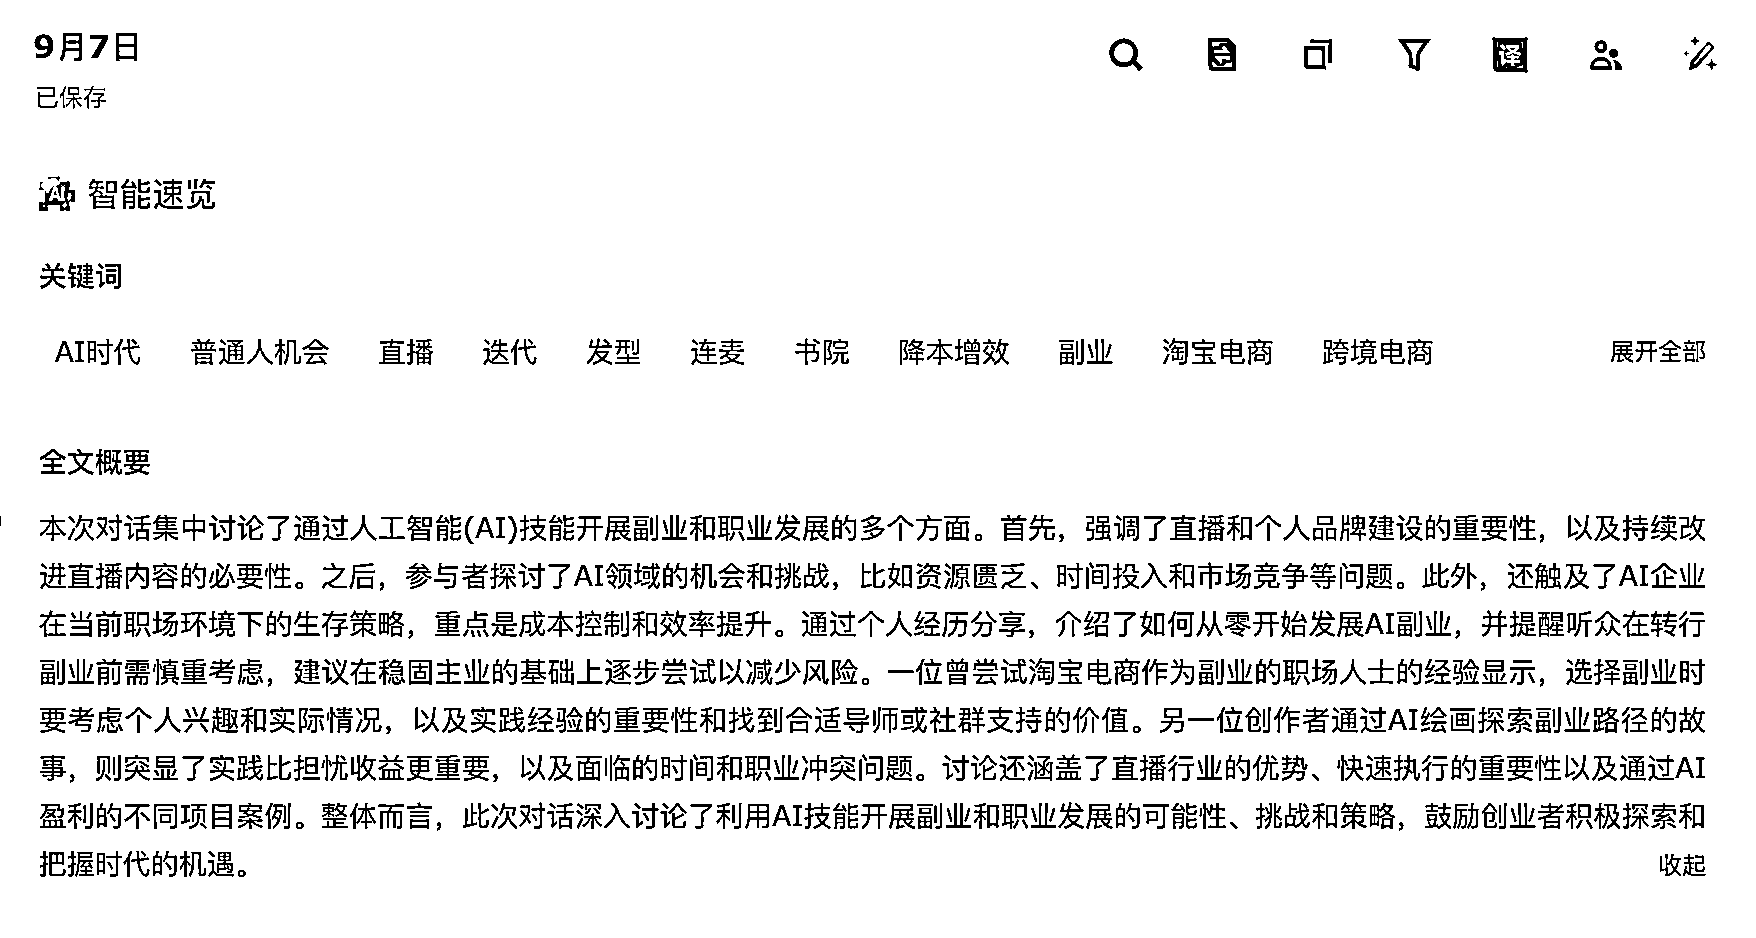 9月7日
已保存
译
智能速览
关键词
AI时代 普通人机会 直播 迭代 发型 连麦 书院 降本增效 副业 淘宝电商 跨境电商 展开全部
全文概要
本次对话集中讨论了通过人工智能(AI)技能开展副业和职业发展的多个方面。首先，强调了直播和个人品牌建设的重要性，以及持续改
进直播内容的必要性。之后，参与者探讨了AI领域的机会和挑战，比如资源匮乏、时间投入和市场竞争等问题。此外，还触及了AI企业
在当前职场环境下的生存策略，重点是成本控制和效率提升。通过个人经历分享，介绍了如何从零开始发展AI副业，并提醒听众在转行
副业前需慎重考虑，建议在稳固主业的基础上逐步尝试以减少风险。一位曾尝试淘宝电商作为副业的职场人士的经验显示，选择副业时
要考虑个人兴趣和实际情况，以及实践经验的重要性和找到合适导师或社群支持的价值。另一位创作者通过AI绘画探索副业路径的故
事，则突显了实践比担忧收益更重要，以及面临的时间和职业冲突问题。讨论还涵盖了直播行业的优势、快速执行的重要性以及通过AI
盈利的不同项目案例。整体而言，此次对话深入讨论了利用AI技能开展副业和职业发展的可能性、挑战和策略，鼓励创业者积极探索和
把握时代的机遇。 收起